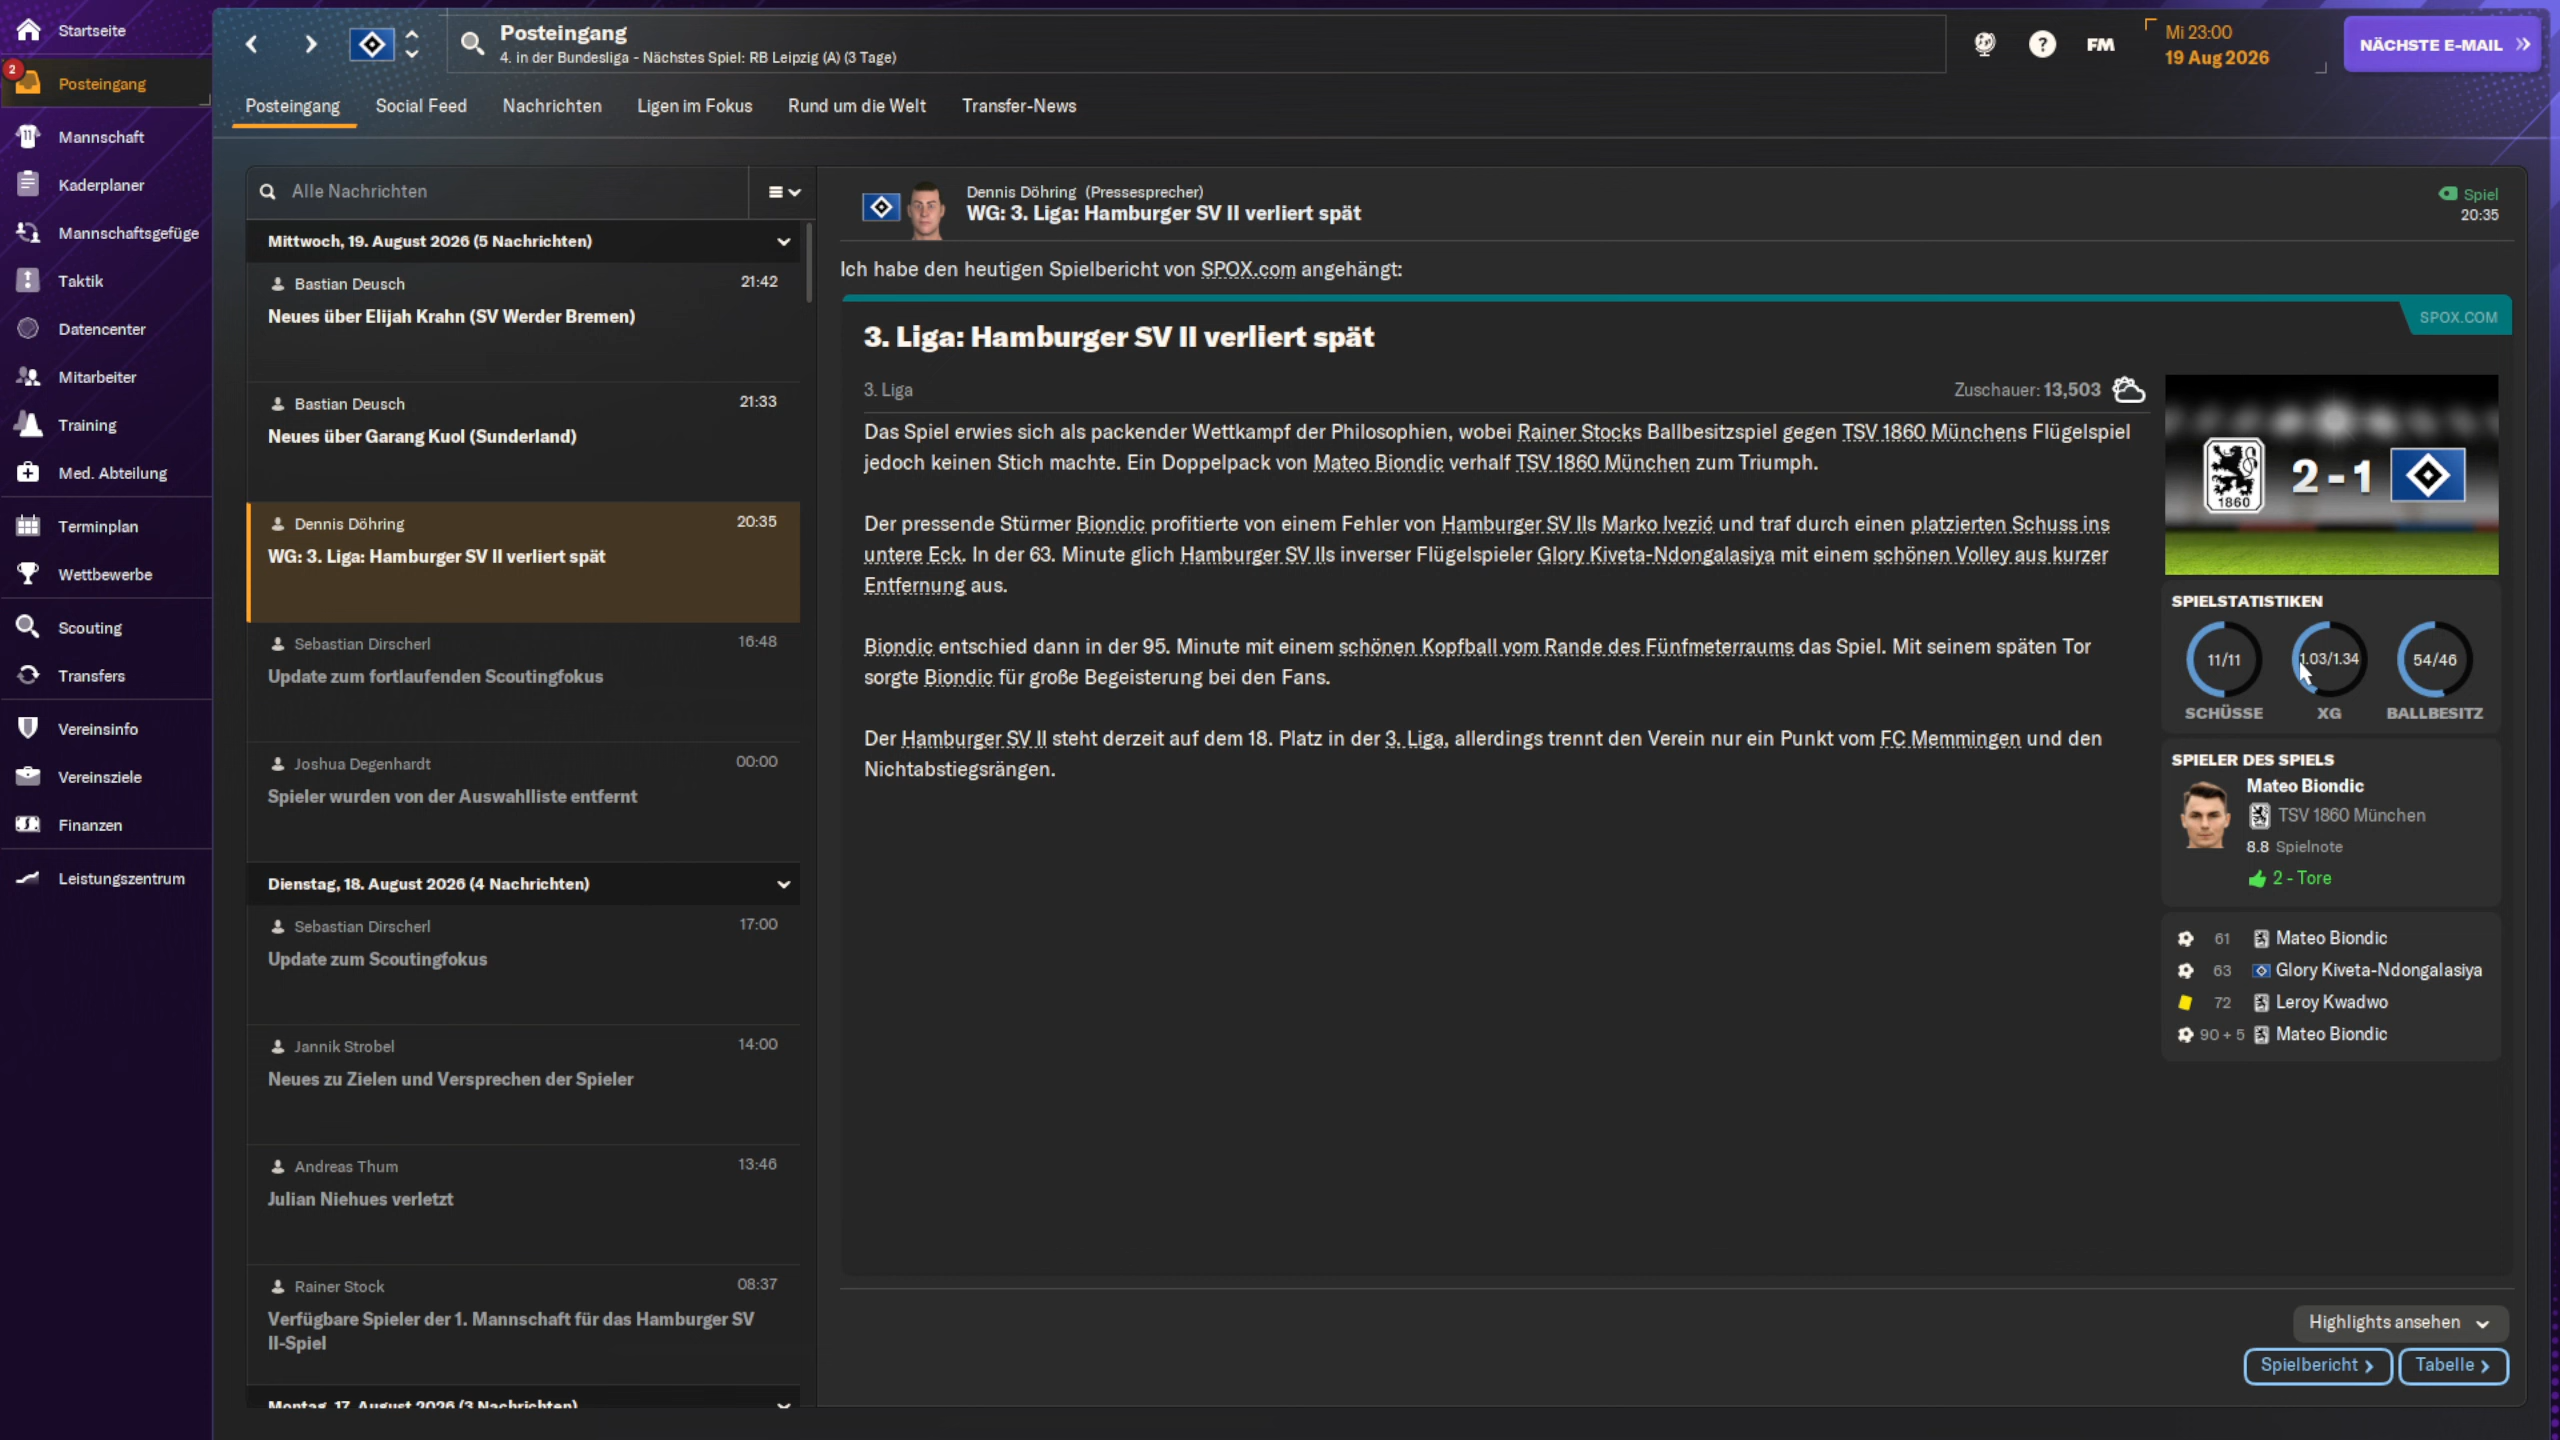 Startseite
2
Posteingang
Mannschaft
Kaderplaner
Mannschaftsgefüge
Taktik
Datencenter
Mitarbeiter
Training
Med. Abteilung
Terminplan
Wettbewerbe
Scouting
Transfers
Vereinsinfo
Vereinsziele
Finanzen
Leistungszentrum
Posteingang
4. in der Bundesliga - Nächstes Spiel: RB Leipzig (A) (3 Tage)
?
FM
Mi 23:00
19 Aug 2026
NÄCHSTE E-MAIL
Posteingang Social Feed Nachrichten Ligen im Fokus Rund um die Welt Transfer-News
Alle Nachrichten
Mittwoch, 19. August 2026 (5 Nachrichten)
Bastian Deusch 21:42
Neues über Elijah Krahn (SV Werder Bremen)
Bastian Deusch 21:33
Neues über Garang Kuol (Sunderland)
Dennis Döhring 20:35
WG: 3. Liga: Hamburger SV II verliert spät
Sebastian Dirscherl 16:48
Update zum fortlaufenden Scoutingfokus
Joshua Degenhardt 00:00
Spieler wurden von der Auswahlliste entfernt
Dienstag, 18. August 2026 (4 Nachrichten)
Sebastian Dirscherl 17:00
Update zum Scoutingfokus
Jannik Strobel 14:00
Neues zu Zielen und Versprechen der Spieler
Andreas Thum 13:46
Julian Niehues verletzt
Rainer Stock 08:37
Verfügbare Spieler der 1. Mannschaft für das Hamburger SV
II-Spiel
Montag, 17. August 2026 (3 Nachrichten)
Dennis Döhring (Pressesprecher)
WG: 3. Liga: Hamburger SV II verliert spät
Spiel
20:35
Ich habe den heutigen Spielbericht von SPOX.com angehängt:
SPOX.COM
3. Liga: Hamburger SV II verliert spät
3. Liga
Zuschauer: 13,503
Das Spiel erwies sich als packender Wettkampf der Philosophien, wobei Rainer Stocks Ballbesitzspiel gegen TSV 1860 Münchens Flügelspiel
jedoch keinen Stich machte. Ein Doppelpack von Mateo Biondic verhalf TSV 1860 München zum Triumph.
Der pressende Stürmer Biondic profitierte von einem Fehler von Hamburger SV IIs Marko Ivezić und traf durch einen platzierten Schuss ins
untere Eck. In der 63. Minute glich Hamburger SV IIs inverser Flügelspieler Glory Kiveta-Ndongalasiya mit einem schönen Volley aus kurzer
Entfernung aus.
Biondic entschied dann in der 95. Minute mit einem schönen Kopfball vom Rande des Fünfmeterraums das Spiel. Mit seinem späten Tor
sorgte Biondic für große Begeisterung bei den Fans.
Der Hamburger SV II steht derzeit auf dem 18. Platz in der 3. Liga, allerdings trennt den Verein nur ein Punkt vom FC Memmingen und den
Nichtabstiegsrängen.
1860
2 - 1
SPIELSTATISTIKEN
11/11 1.03/1.34 54/46
SCHÜSSE XG BALLBESITZ
SPIELER DES SPIELS
Mateo Biondic
TSV 1860 München
8.8 Spielnote
2 - Tore
61 Mateo Biondic
63 Glory Kiveta-Ndongalasiya
72 Leroy Kwadwo
90 + 5 Mateo Biondic
Highlights ansehen
Spielbericht
Tabelle